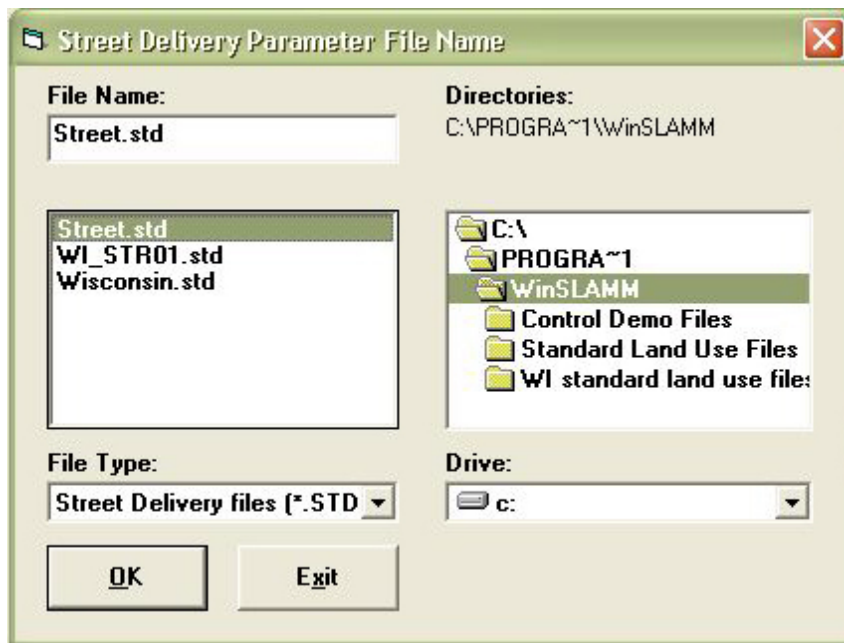 Street Delivery Parameter File Name
File Name:
Street.std
Directories:
C:\PROGRA~1\WinSLAMM
Street.std
WI_STR01.std
Wisconsin.std
C:\
PROGRA~1
WinSLAMM
Control Demo Files
Standard Land Use Files
WI standard land use files
File Type:
Street Delivery files (*.STD
Drive:
c:
OK
Exit